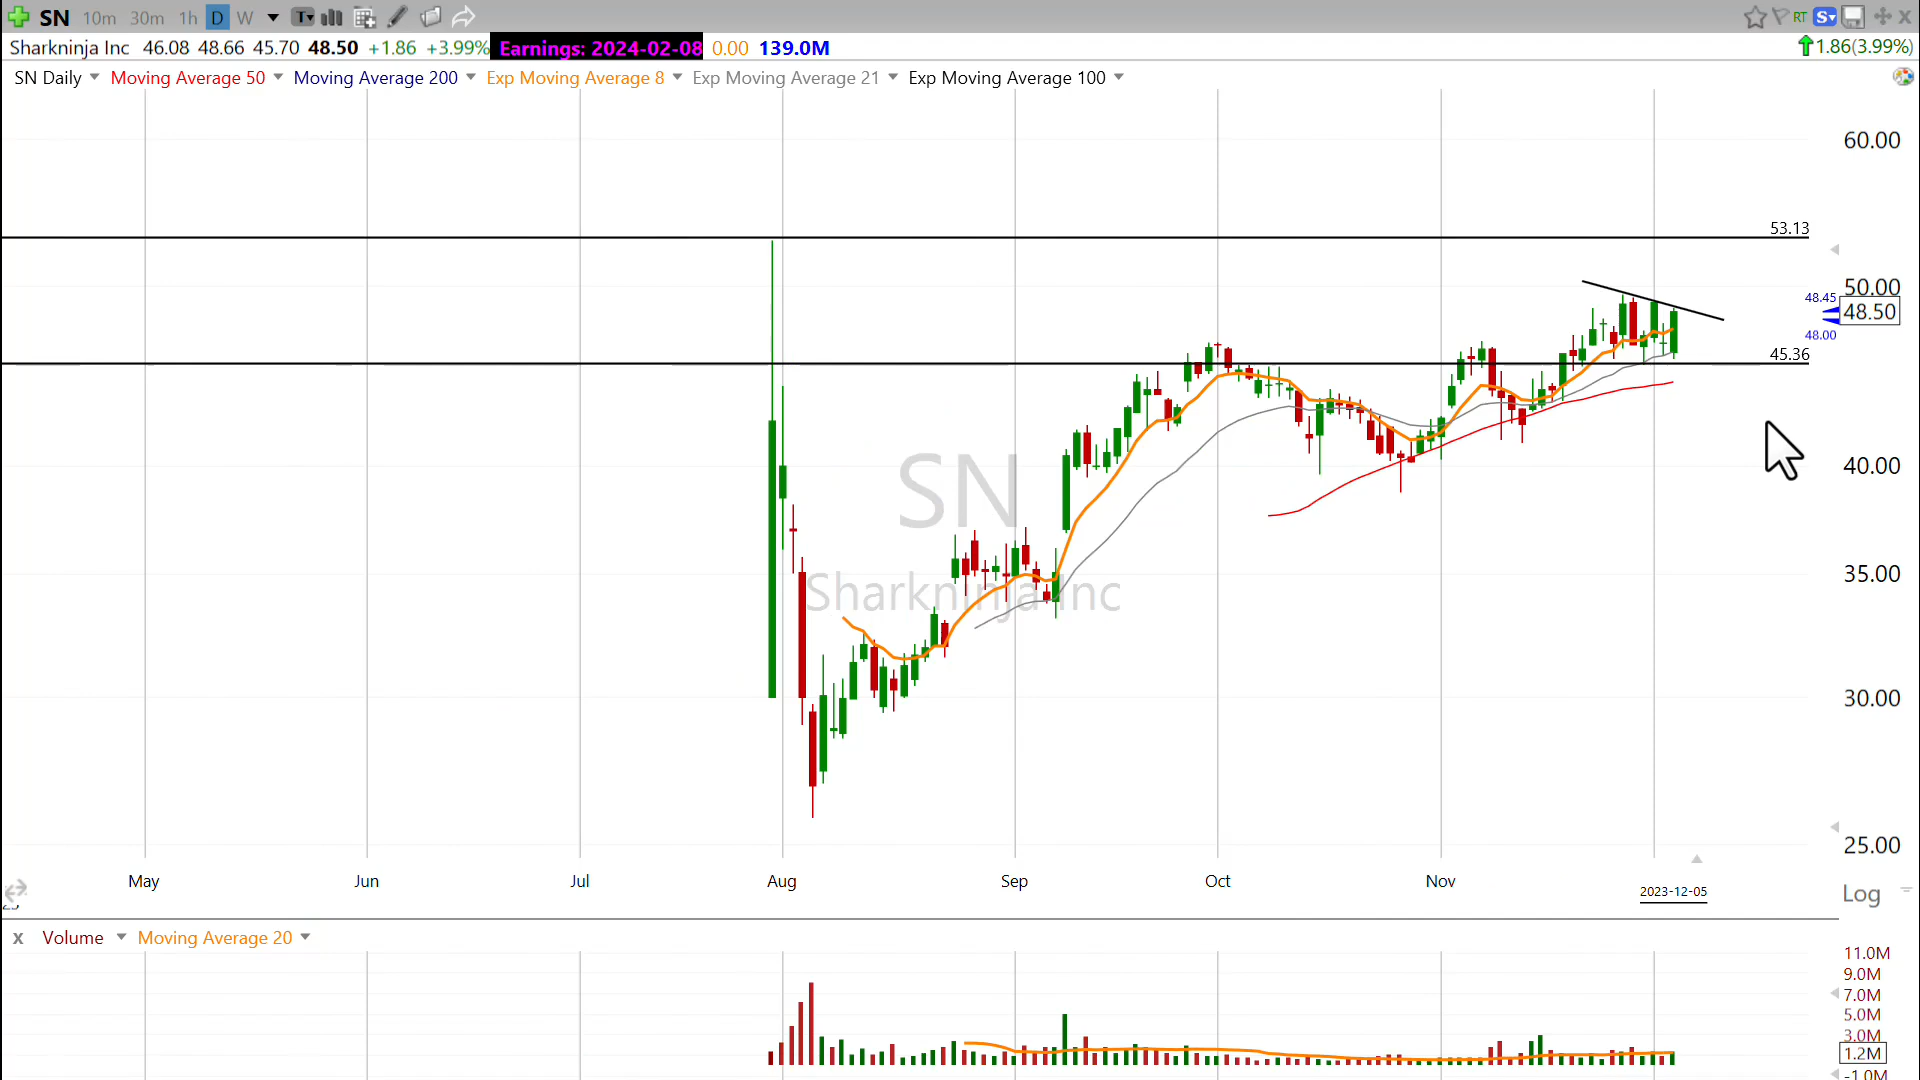 SN 10m 30m 1h D W T RT S
Sharkninja Inc 46.08 48.66 45.70 48.50 +1.86 +3.99% Earnings: 2024-02-08 0.00 139.0M 1.86(3.99%)
SN Daily Moving Average 50 Moving Average 200 Exp Moving Average 8 Exp Moving Average 21 Exp Moving Average 100
60.00
53.13
50.00
48.45
48.50
48.00
45.36
40.00
SN
35.00
Sharkninja Inc
30.00
25.00
May Jun Jul Aug Sep Oct Nov 2023-12-05
Log
x Volume Moving Average 20
11.0M
9.0M
7.0M
5.0M
3.0M
1.2M
-1.0M